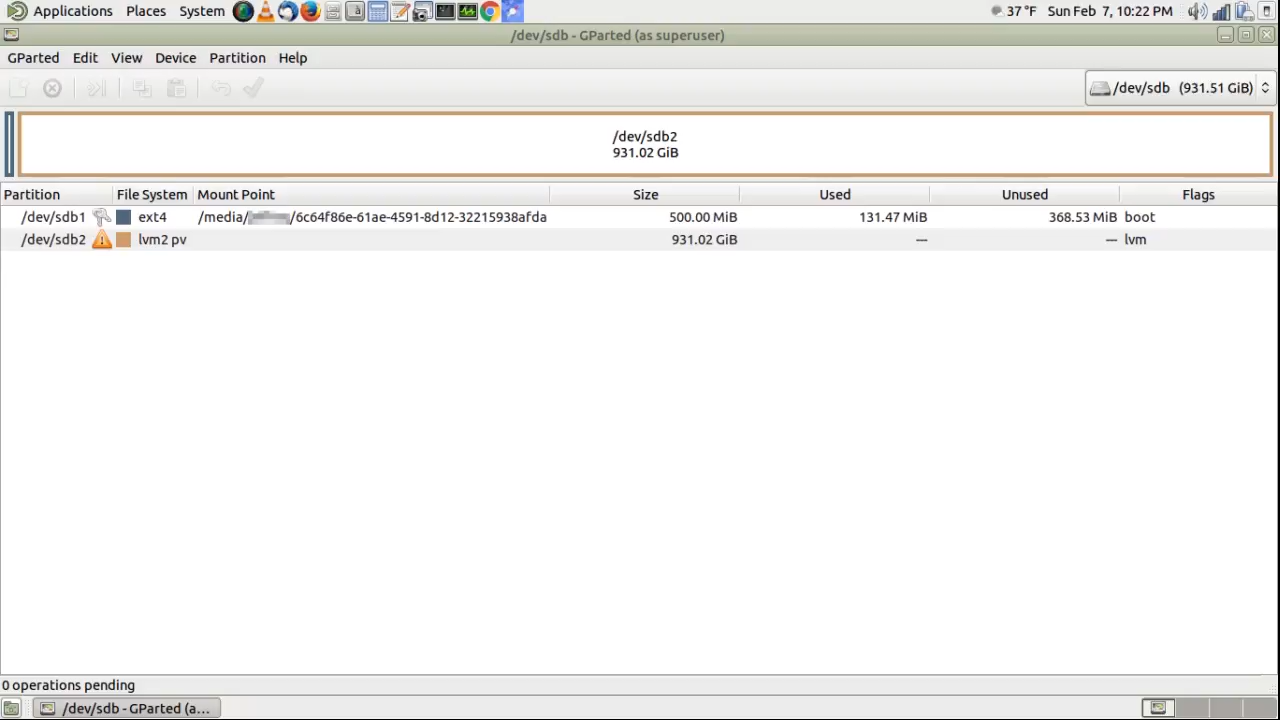 Applications Places System 37 °F Sun Feb 7, 10:22 PM
/dev/sdb - GParted (as superuser)
GParted Edit View Device Partition Help
/dev/sdb (931.51 GiB)
/dev/sdb2
931.02 GiB
Partition File System Mount Point Size Used Unused Flags
/dev/sdb1 ext4 /media/ /6c64f86e-61ae-4591-8d12-32215938afda 500.00 MiB 131.47 MiB 368.53 MiB boot
/dev/sdb2 lvm2 pv 931.02 GiB --- --- lvm
0 operations pending
/dev/sdb - GParted (a...